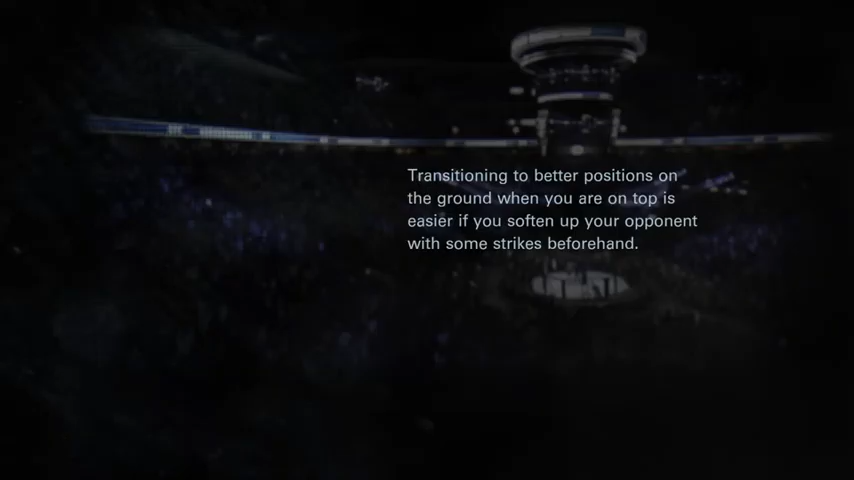 Transitioning to better positions on
the ground when you are on top is
easier if you soften up your opponent
with some strikes beforehand.